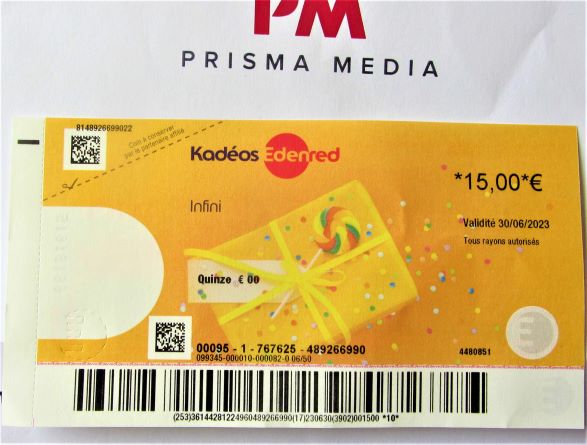 PM
PRISMA MEDIA
8148926699022
Coin à conserver
par le partenaire affilié
Kadéos Edenred
*15,00*€
Infini
Validité 30/06/2023
Tous rayons autorisés
Quinze € 00
00095 - 1 - 767625 - 489266990
099345-000010-000082-0 06/50
4480851
(253)3614428122496048926699​0(17)230630(3902)001500 *10*